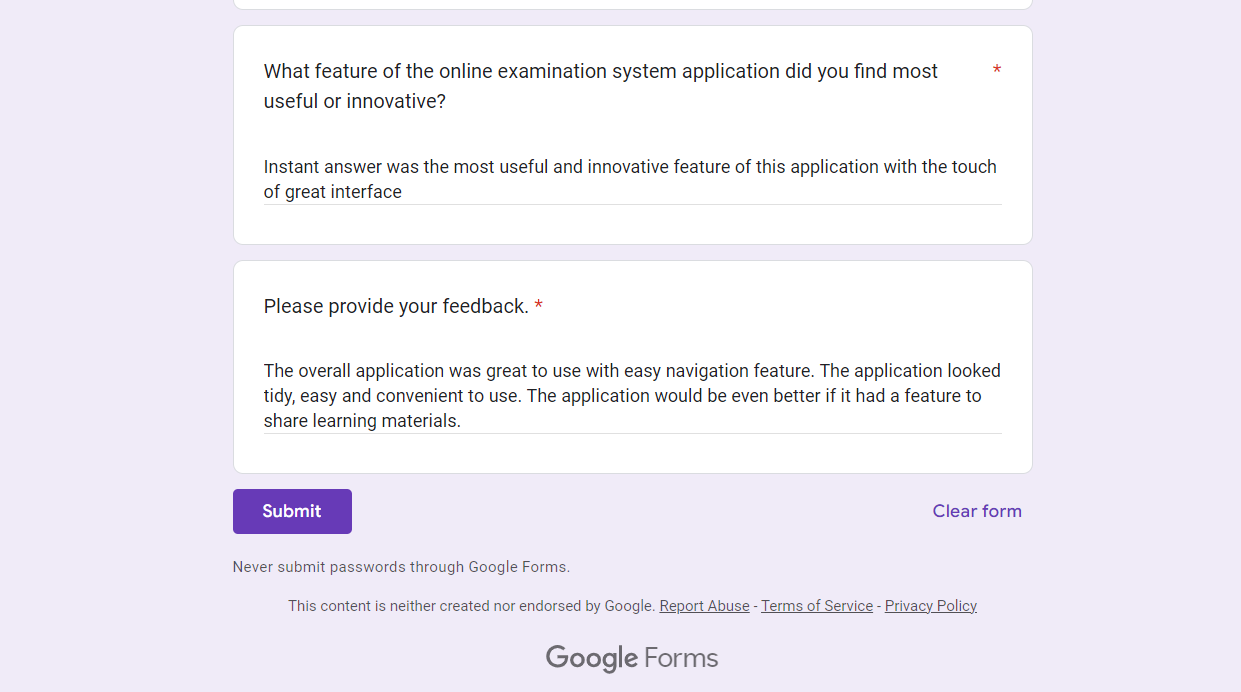 What feature of the online examination system application did you find most *
useful or innovative?
Instant answer was the most useful and innovative feature of this application with the touch
of great interface
Please provide your feedback. *
The overall application was great to use with easy navigation feature. The application looked
tidy, easy and convenient to use. The application would be even better if it had a feature to
share learning materials.
Submit Clear form
Never submit passwords through Google Forms.
This content is neither created nor endorsed by Google. Report Abuse - Terms of Service - Privacy Policy
Google Forms